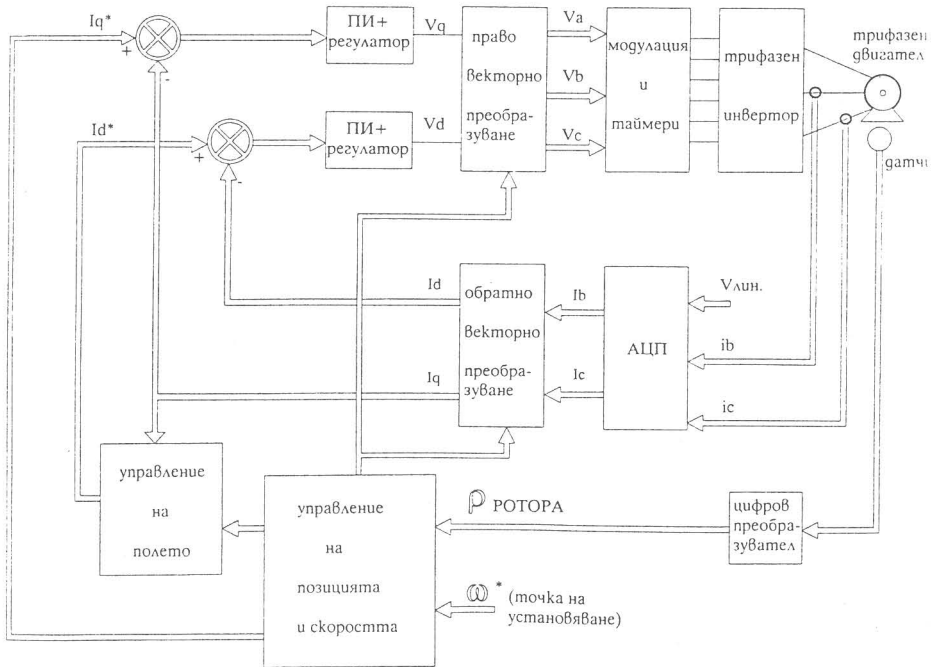 Iq*
+
-
ПИ+
регулатор
Vq
право
векторно
преобра-
зуване
Va
Vb
Vc
модулация
и
таймери
трифазен
инвертор
трифазен
двигател
датчи
Id*
+
-
ПИ+
регулатор
Vd
Id
Iq
обратно
векторно
преобра-
зуване
Ib
Ic
АЦП
Vлин.
ib
ic
управление
на
полето
управление
на
позицията
и скоростта
ρ РОТОРА
цифров
преобра-
зувател
ω* (точка на
установяване)